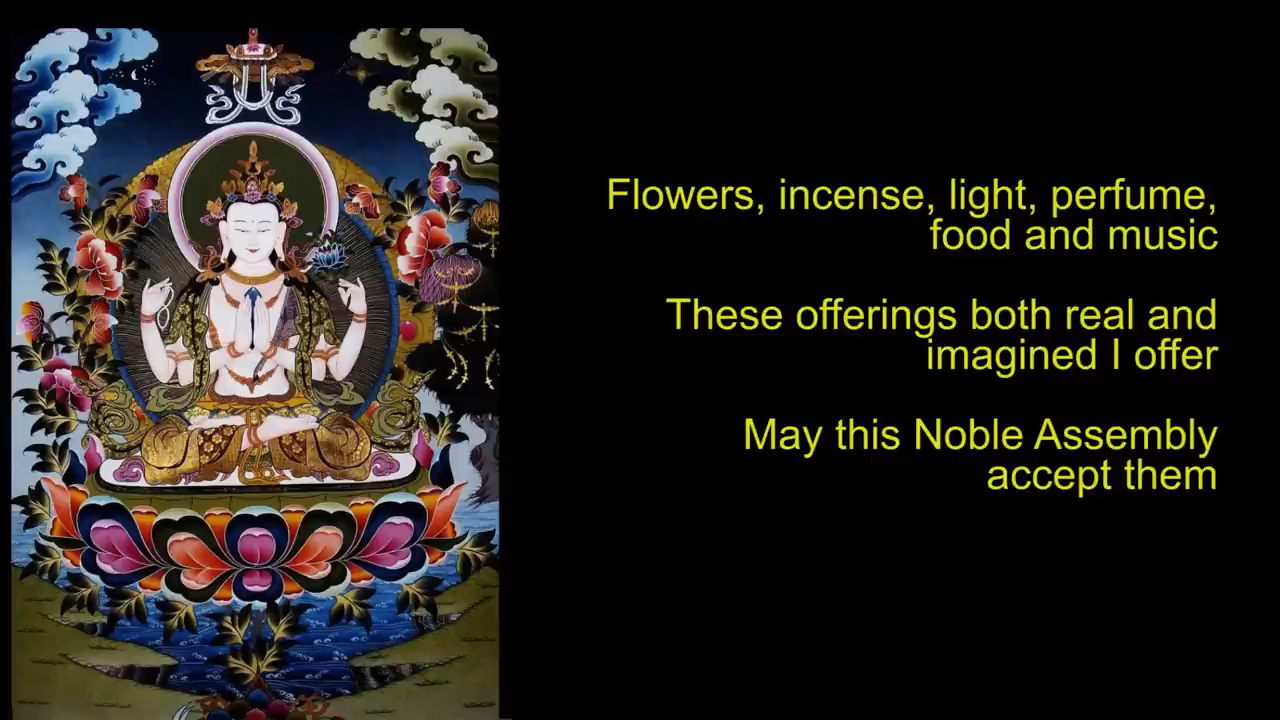 Flowers, incense, light, perfume,
food and music
These offerings both real and
imagined I offer
May this Noble Assembly
accept them